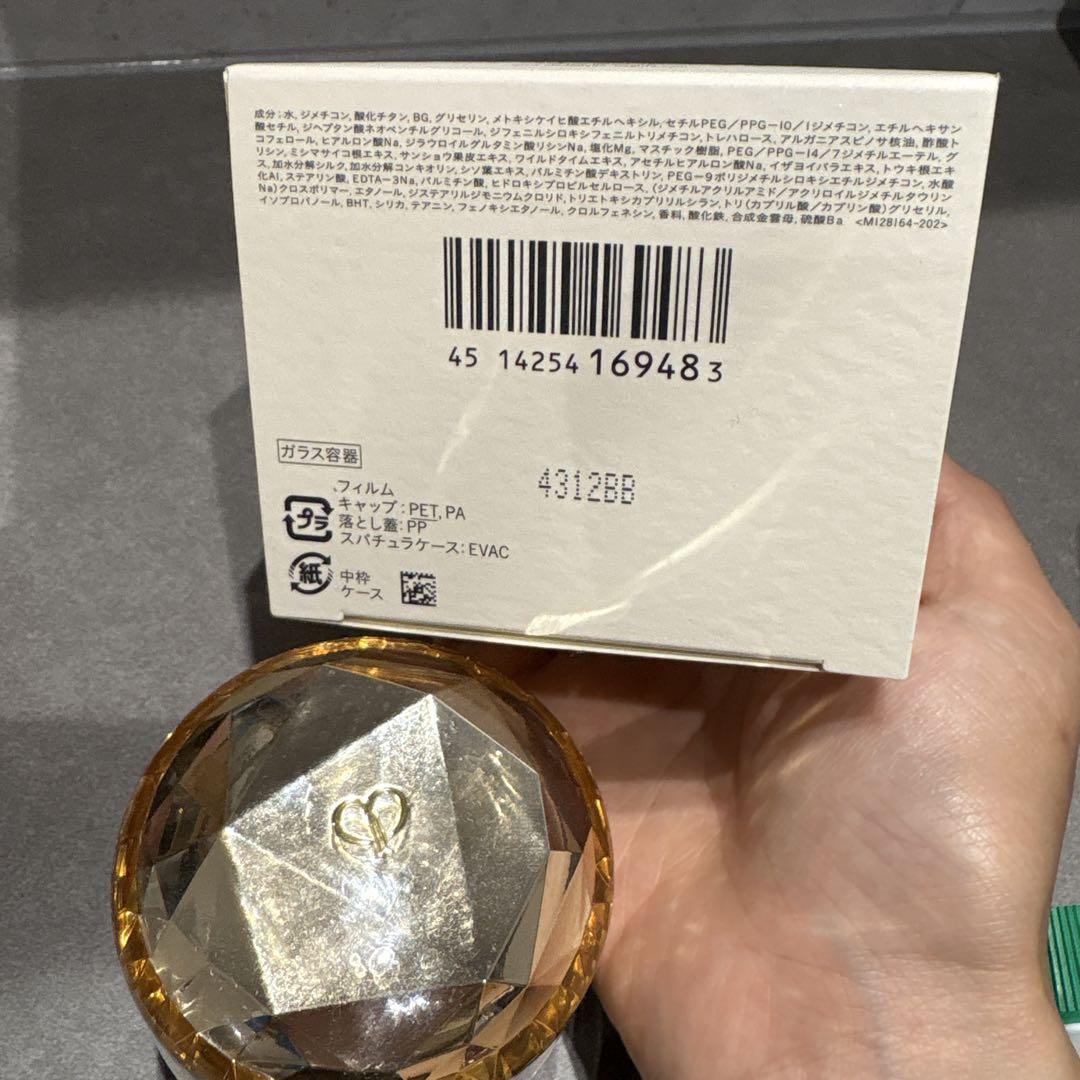 成分:水, ジメチコン, 酸化チタン, BG, グリセリン, メトキシケイヒ酸エチルヘキシル, セチルPEG/PPG-10/1ジメチコン, エチルヘキサン
酸セチル, ジヘプタン酸ネオペンチルグリコール, ジフェニルシロキシフェニルトリメチコン, トレハロース, アルガニアスピノサ核油, 酢酸ト
コフェロール, ヒアルロン酸Na, ジラウロイルグルタミン酸リシンNa, 塩化Mg, マスチック樹脂, PEG/PPG-14/7ジメチルエーテル, グ
リシン, ミシマサイコ根エキス, サンショウ果皮エキス, ワイルドタイムエキス, アセチルヒアルロン酸Na, イザヨイバラエキス, トウキ根エキ
ス, 加水分解シルク, 加水分解コンキオリン, シソ葉エキス, パルミチン酸デキストリン, PEG-9ポリジメチルシロキシエチルジメチコン, 水酸
化Al, ステアリン酸, EDTA-3Na, パルミチン酸, ヒドロキシプロピルセルロース, (ジメチルアクリルアミド/アクリロイルジメチルタウリン
Na)クロスポリマー, エタノール, ジステアリルジモニウムクロリド, トリエトキシカプリリルシラン, トリ(カプリル酸/カプリン酸)グリセリル,
イソプロパノール, BHT, シリカ, テアニン, フェノキシエタノール, クロルフェネシン, 香料, 酸化鉄, 合成金雲母, 硫酸Ba <M128164-202>
45 14254 16948 3
ガラス容器
4312BB
プラ
フィルム
キャップ:PET, PA
落とし蓋:PP
スパチュラケース:EVAC
紙
中枠
ケース